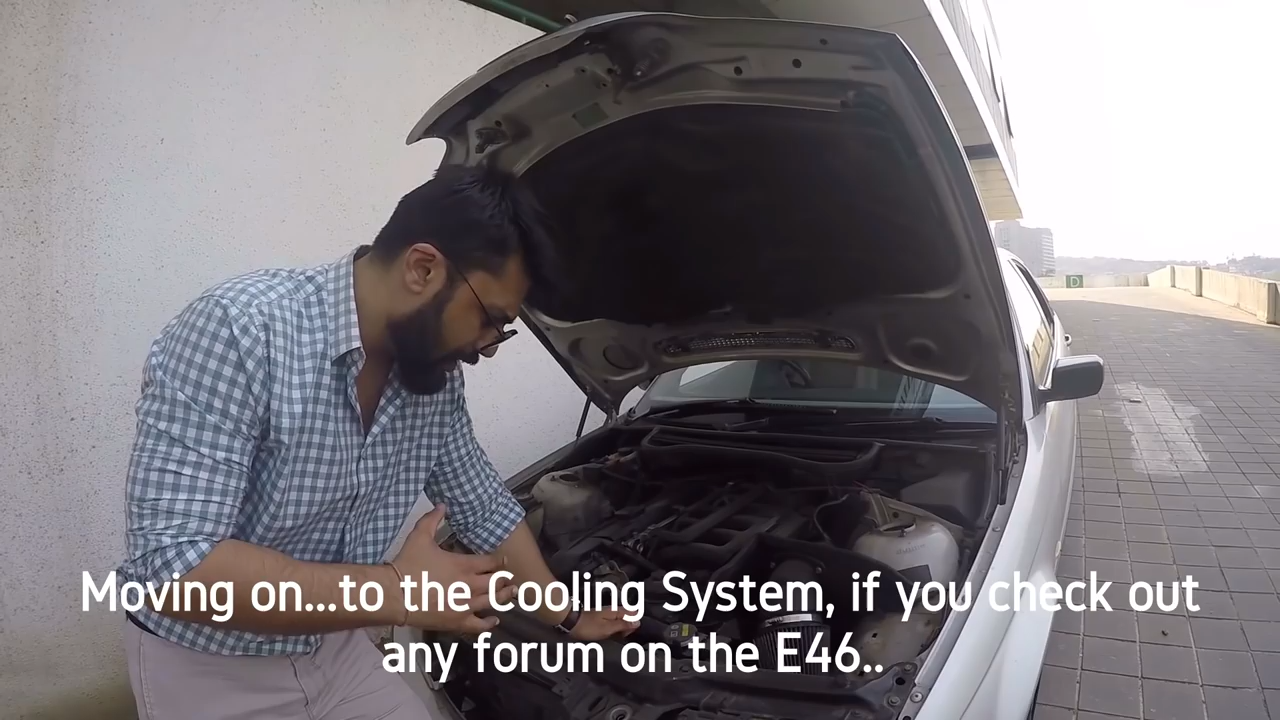 D
Moving on...to the Cooling System, if you check out
any forum on the E46..